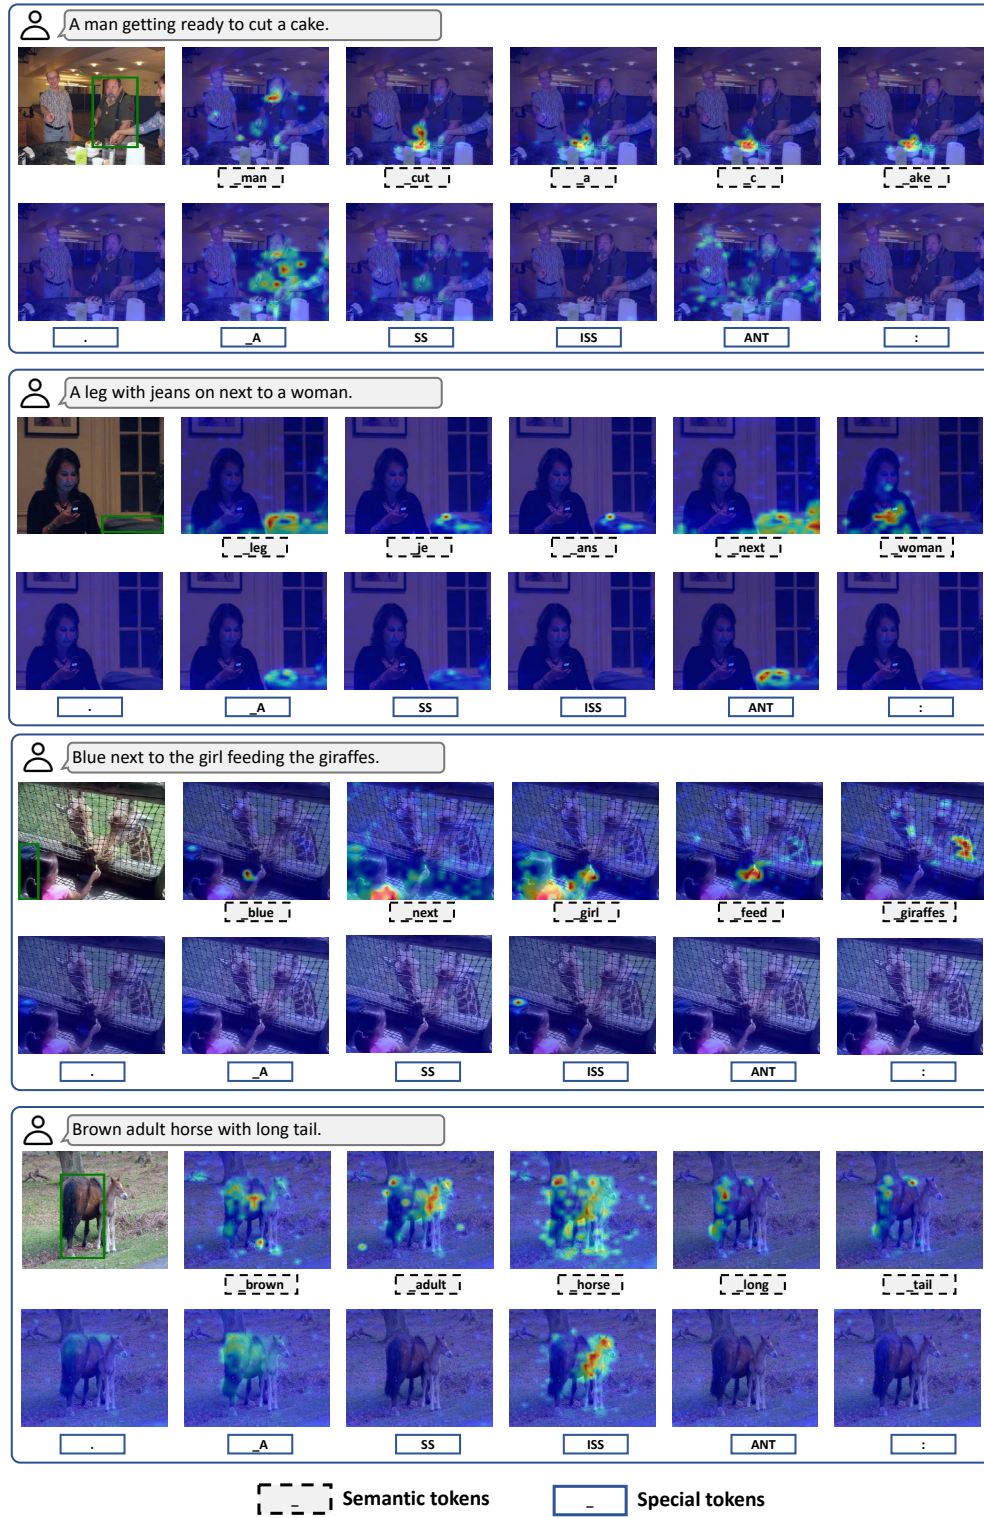 A man getting ready to cut a cake.
_man _cut _a _c _ake
. _A SS ISS ANT :
A leg with jeans on next to a woman.
_leg _je _ans _next _woman
. _A SS ISS ANT :
Blue next to the girl feeding the giraffes.
_blue _next _girl _feed _giraffes
. _A SS ISS ANT :
Brown adult horse with long tail.
_brown _adult _horse _long _tail
. _A SS ISS ANT :
_ Semantic tokens _ Special tokens